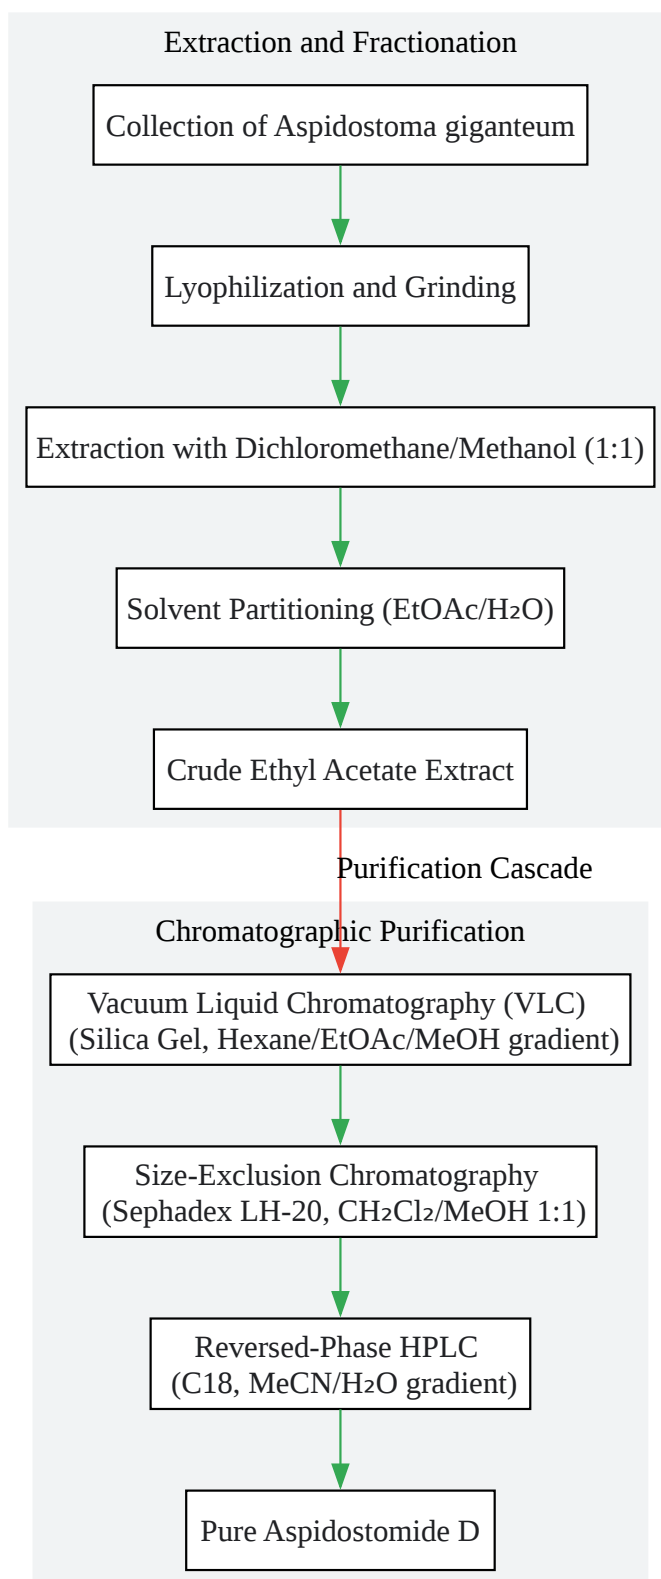 Extraction and Fractionation
Collection of Aspidostoma giganteum
Lyophilization and Grinding
Extraction with Dichloromethane/Methanol (1:1)
Solvent Partitioning (EtOAc/H₂O)
Crude Ethyl Acetate Extract
Purification Cascade
Chromatographic Purification
Vacuum Liquid Chromatography (VLC)
(Silica Gel, Hexane/EtOAc/MeOH gradient)
Size-Exclusion Chromatography
(Sephadex LH-20, CH₂Cl₂/MeOH 1:1)
Reversed-Phase HPLC
(C18, MeCN/H₂O gradient)
Pure Aspidostomide D